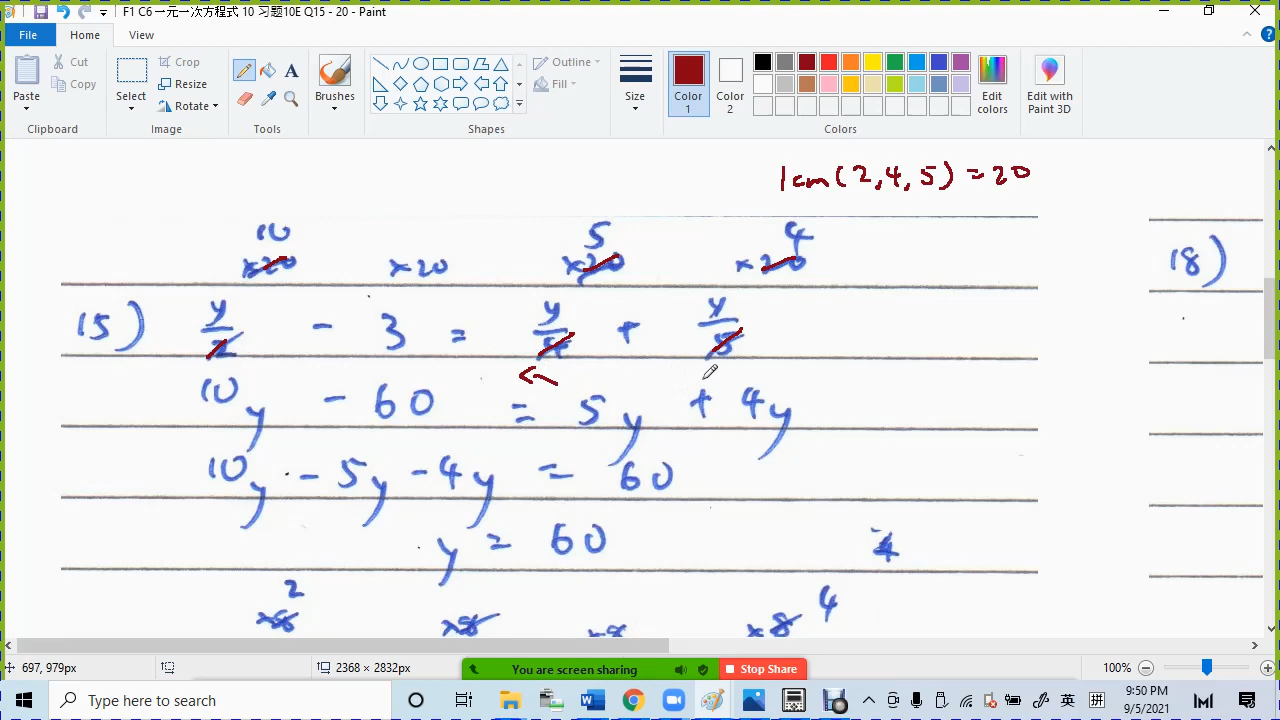 F1 C6 一元一次方程式 10 习题10E Q15 - 20 - Paint
File Home View
Paste Cut Copy Clipboard
Select Crop Resize Rotate Image
Tools
Brushes
Outline Fill Shapes
Size
Color 1 Color 2 Edit colors Colors
Edit with Paint 3D
lcm(2,4,5) = 20
10 5 4
×20 ×20 ×20 ×20
15) y/2 - 3 = y/4 + y/5
18)
10y - 60 = 5y + 4y
10y - 5y - 4y = 60
y = 60
4
2 4
×8 ×8 ×8 ×8
697, 979px 2368 × 2832px 100%
You are screen sharing Stop Share
Type here to search
英 拼 9:50 PM
9/5/2021